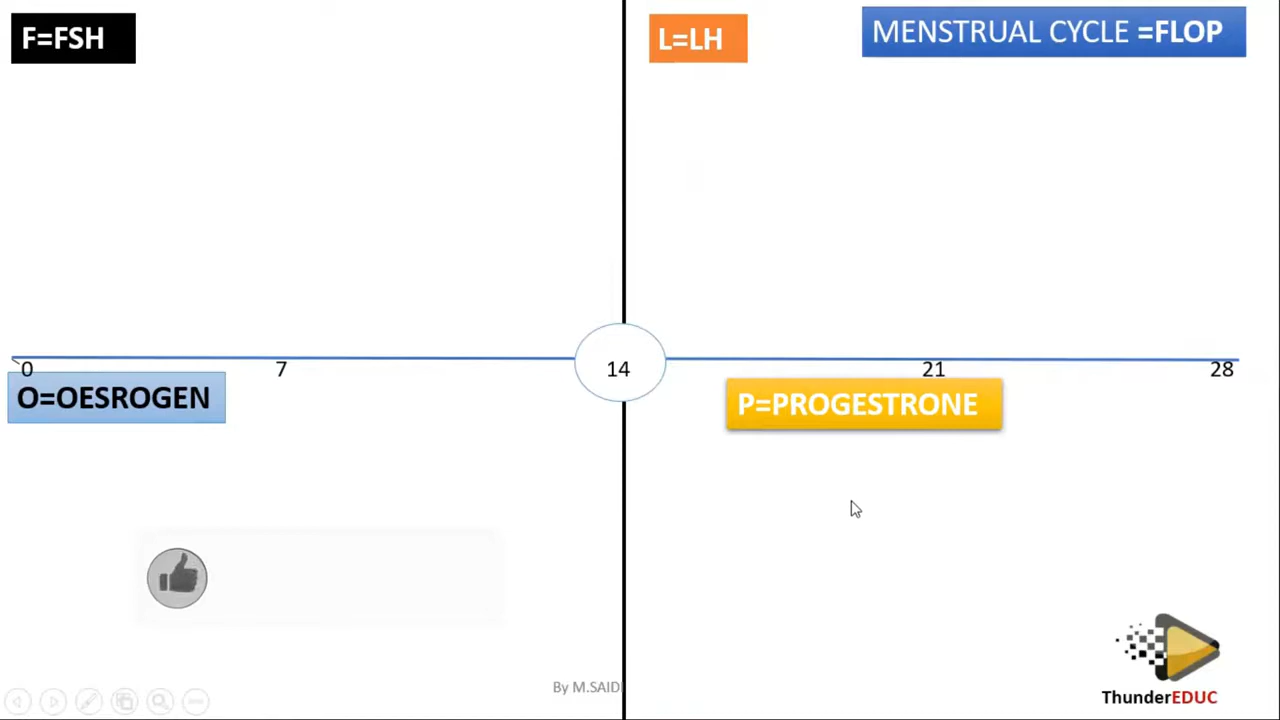 F=FSH
L=LH
MENSTRUAL CYCLE =FLOP
0
7
14
21
28
O=OESROGEN
P=PROGESTRONE
By M.SAIDI
ThunderEDUC